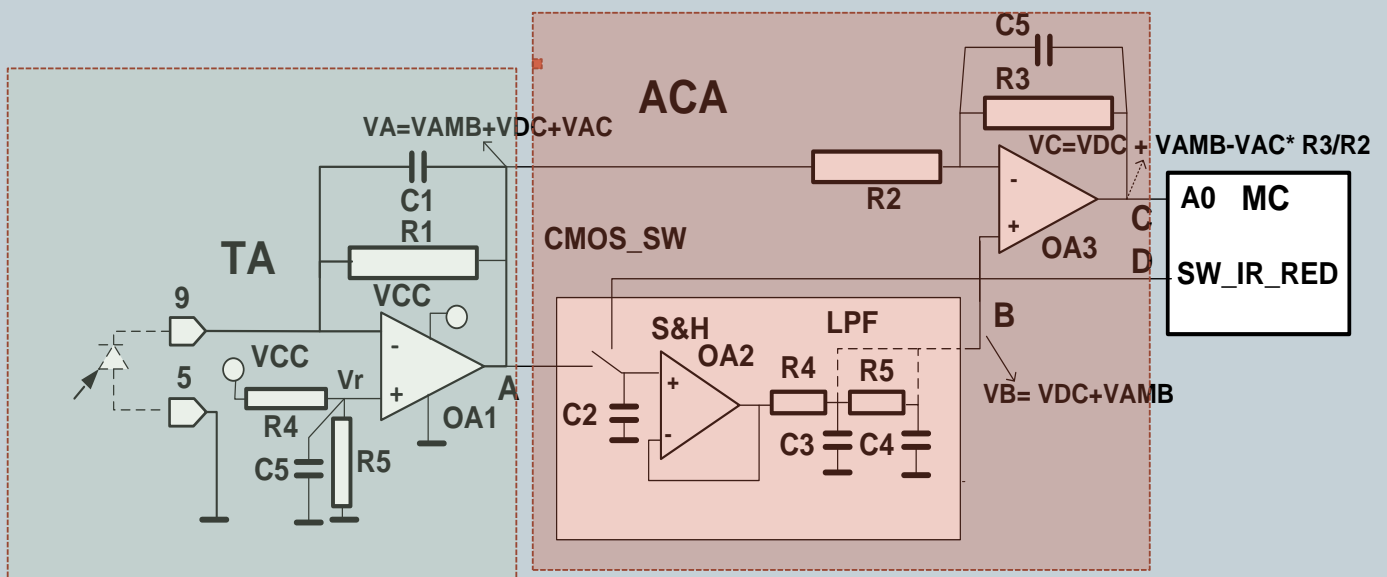 C5
R3
ACA
VA=VAMB+VDC+VAC
VC=VDC + VAMB-VAC* R3/R2
C1
R2
-
+
OA3
C
A0 MC
R1
TA
CMOS_SW
D
SW_IR_RED
VCC
9
S&H
LPF
B
OA2
VCC
-
+
Vr
5
A
+
-
R4
R5
VB= VDC+VAMB
R4
OA1
C2
C3
C4
C5
R5